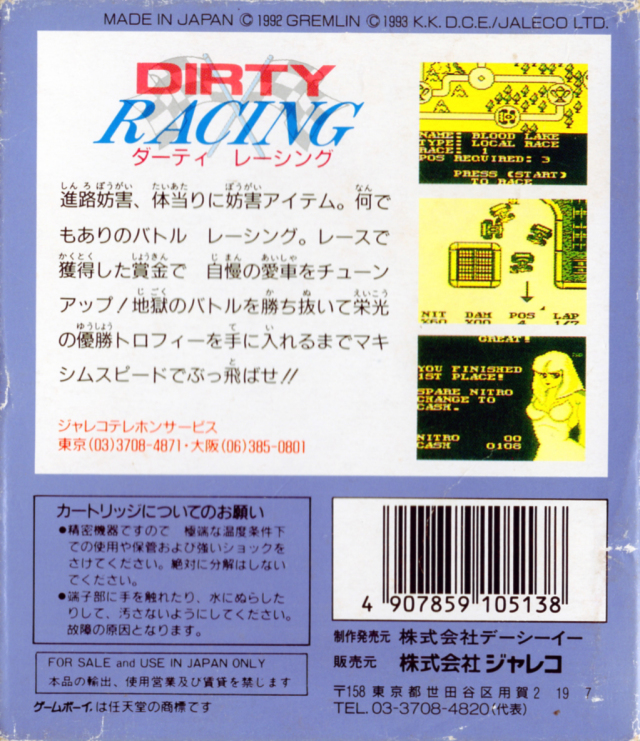 MADE IN JAPAN © 1992 GREMLIN © 1993 K.K. D.C.E./JALECO LTD.
DIRTY
RACING
ダーティ レーシング
進路妨害、体当りに妨害アイテム。何で
もありのバトル レーシング。レースで
獲得した賞金で 自慢の愛車をチューン
アップ!地獄のバトルを勝ち抜いて栄光
の優勝トロフィーを手に入れるまでマキ
シムスピードでぶっ飛ばせ!!
ジャレコテレホンサービス
東京(03)3708-4871・大阪(06)385-0801
NAME: BLOOD LAKE
TYPE: LOCAL RACE
RACE: 1
POS REQUIRED: 3
PRESS (START)
TO RACE
NIT DAM POS LAP
X60 X00 4 1/7
GREAT!
YOU FINISHED
1ST PLACE!
SPARE NITRO
CHANGE TO
CASH.
NITRO 00
CASH 0108
カートリッジについてのお願い
●精密機器ですので 極端な温度条件下
での使用や保管および強いショックを
さけてください。絶対に分解はしない
でください。
●端子部に手を触れたり、水にぬらした
りして、汚さないようにしてください。
故障の原因となります。
FOR SALE and USE IN JAPAN ONLY
本品の輸出、使用営業及び賃貸を禁じます
ゲームボーイ.は任天堂の商標です
4 907859 105138
制作発売元 株式会社デーシーイー
販売元 株式会社ジャレコ
〒158 東京都世田谷区用賀2 19 7
TEL.03-3708-4820(代表)